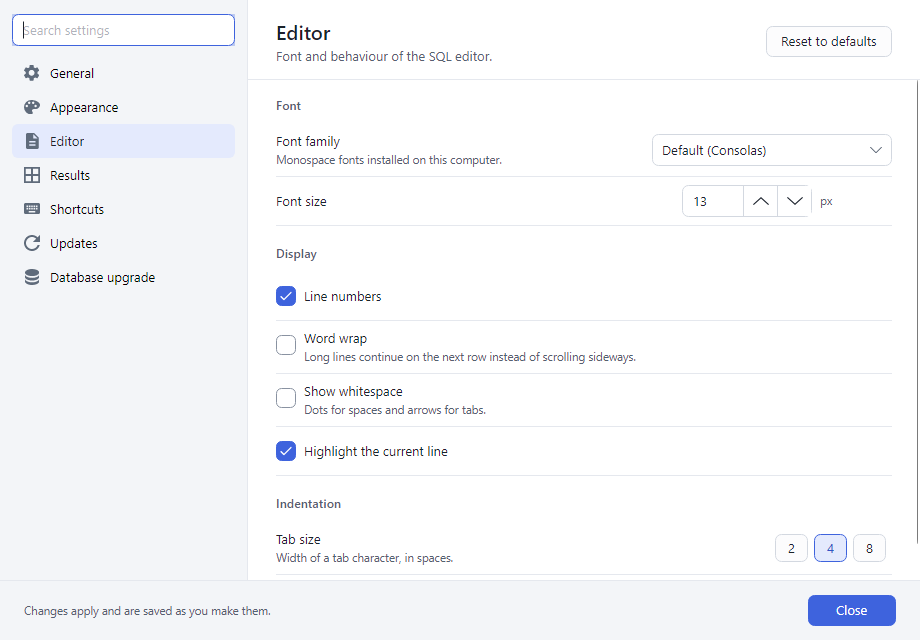 Search settings
General
Appearance
Editor
Results
Shortcuts
Updates
Database upgrade
Editor
Font and behaviour of the SQL editor.
Reset to defaults
Font
Font family
Monospace fonts installed on this computer.
Default (Consolas)
Font size
13
px
Display
Line numbers
Word wrap
Long lines continue on the next row instead of scrolling sideways.
Show whitespace
Dots for spaces and arrows for tabs.
Highlight the current line
Indentation
Tab size
Width of a tab character, in spaces.
2 4 8
Changes apply and are saved as you make them.
Close